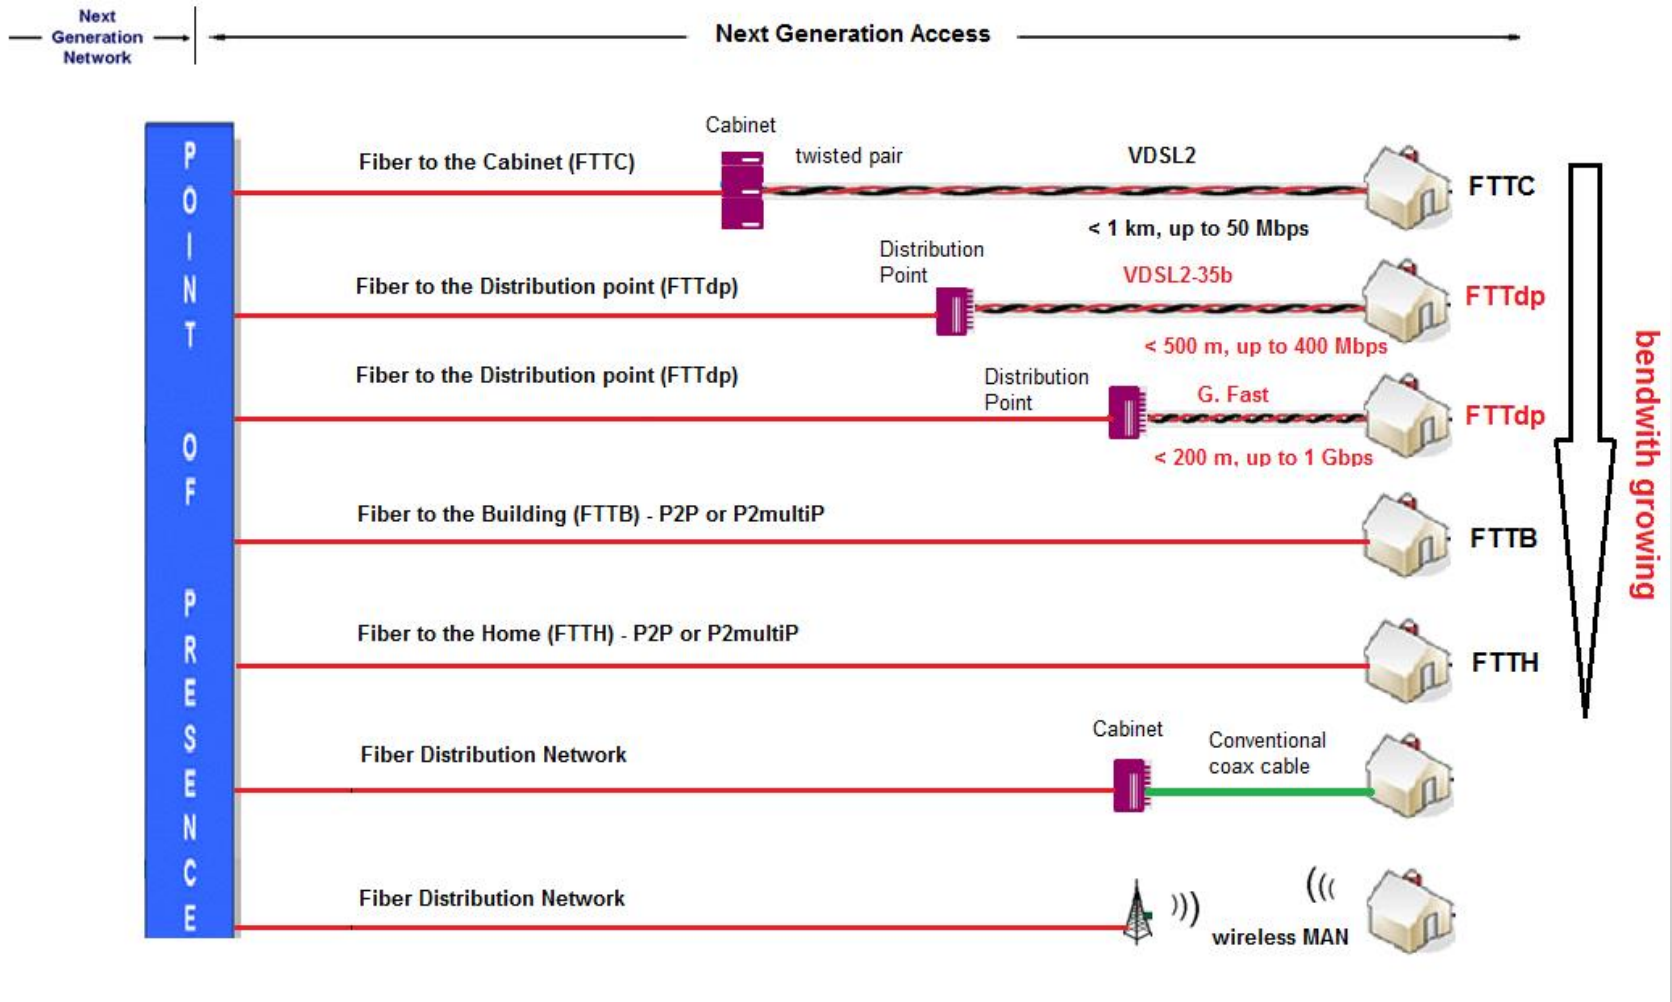 Next
Generation
Network
Next Generation Access
POINT OF PRESENCE
Cabinet
Fiber to the Cabinet (FTTC)
twisted pair
VDSL2
FTTC
< 1 km, up to 50 Mbps
Distribution
Point
Fiber to the Distribution point (FTTdp)
VDSL2-35b
FTTdp
< 500 m, up to 400 Mbps
Fiber to the Distribution point (FTTdp)
Distribution
Point
G. Fast
FTTdp
< 200 m, up to 1 Gbps
Fiber to the Building (FTTB) - P2P or P2multiP
FTTB
Fiber to the Home (FTTH) - P2P or P2multiP
FTTH
bendwith growing
Fiber Distribution Network
Cabinet
Conventional
coax cable
Fiber Distribution Network
wireless MAN